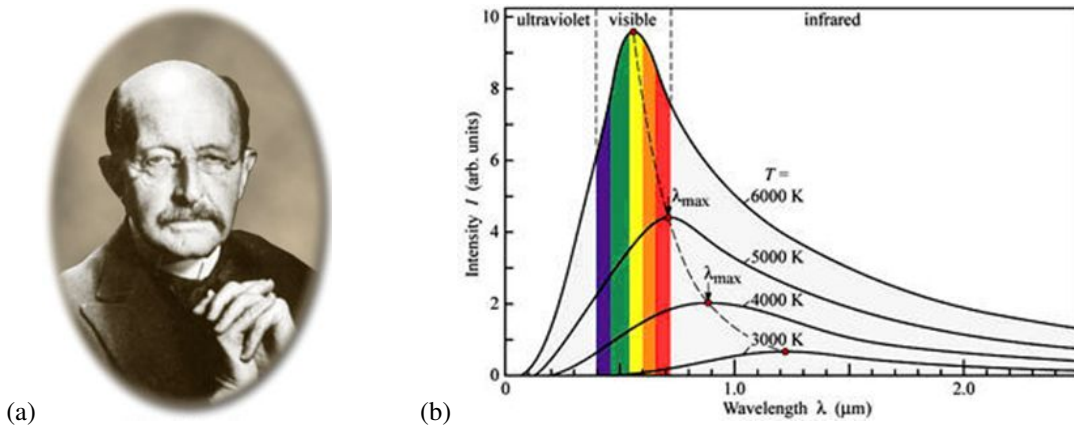 (a)
(b)
ultraviolet visible infrared
10
8
6
4
2
0
Intensity I (arb. units)
T =
6000 K
5000 K
4000 K
3000 K
λmax
λmax
1.0
2.0
Wavelength λ (μm)